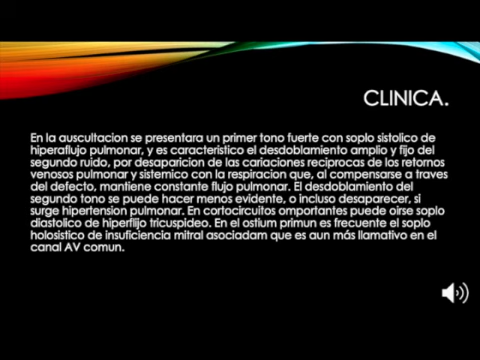 CLINICA.
En la auscultacion se presentara un primer tono fuerte con soplo sistolico de
hiperaflujo pulmonar, y es caracteristico el desdoblamiento amplio y fijo del
segundo ruido, por desaparicion de las cariaciones reciprocas de los retornos
venosos pulmonar y sistemico con la respiracion que, al compensarse a traves
del defecto, mantiene constante flujo pulmonar. El desdoblamiento del
segundo tono se puede hacer menos evidente, o incluso desaparecer, si
surge hipertension pulmonar. En cortocircuitos omportantes puede oirse soplo
diastolico de hiperflijo tricuspideo. En el ostium primun es frecuente el soplo
holosistico de insuficiencia mitral asociadam que es aun más llamativo en el
canal AV comun.